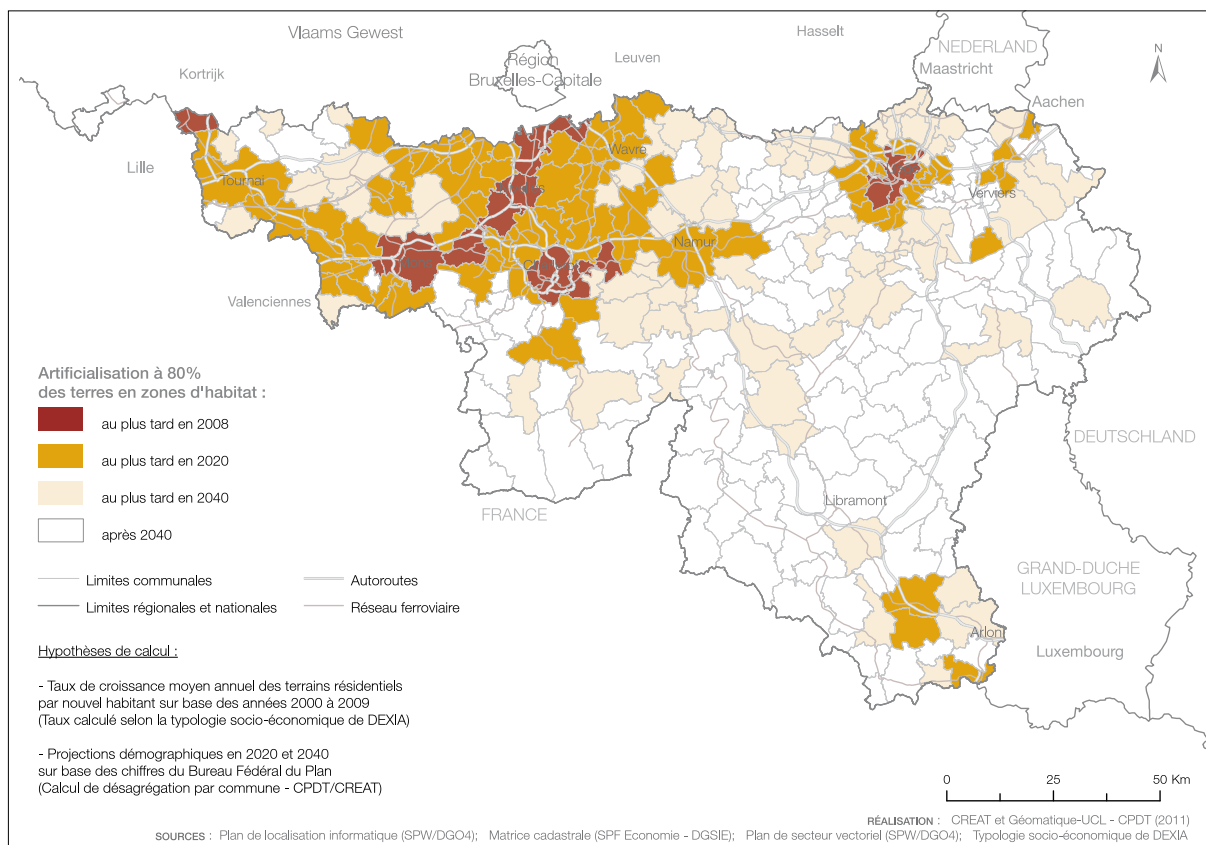 Vlaams Gewest
Hasselt
Région
Bruxelles-Capitale
Leuven
NEDERLAND
Maastricht
N
Kortrijk
Aachen
Lille
Wavre
Tournai
Verviers
Namur
Mons
Valenciennes
Artificialisation à 80%
des terres en zones d'habitat :
au plus tard en 2008
au plus tard en 2020
au plus tard en 2040
après 2040
DEUTSCHLAND
Libramont
FRANCE
Limites communales
Autoroutes
Limites régionales et nationales
Réseau ferroviaire
GRAND-DUCHE
LUXEMBOURG
Arlon
Luxembourg
Hypothèses de calcul :
- Taux de croissance moyen annuel des terrains résidentiels
par nouvel habitant sur base des années 2000 à 2009
(Taux calculé selon la typologie socio-économique de DEXIA)
- Projections démographiques en 2020 et 2040
sur base des chiffres du Bureau Fédéral du Plan
(Calcul de désagrégation par commune - CPDT/CREAT)
0 25 50 Km
RÉALISATION : CREAT et Géomatique-UCL - CPDT (2011)
SOURCES : Plan de localisation informatique (SPW/DGO4); Matrice cadastrale (SPF Economie - DGSIE); Plan de secteur vectoriel (SPW/DGO4); Typologie socio-économique de DEXIA